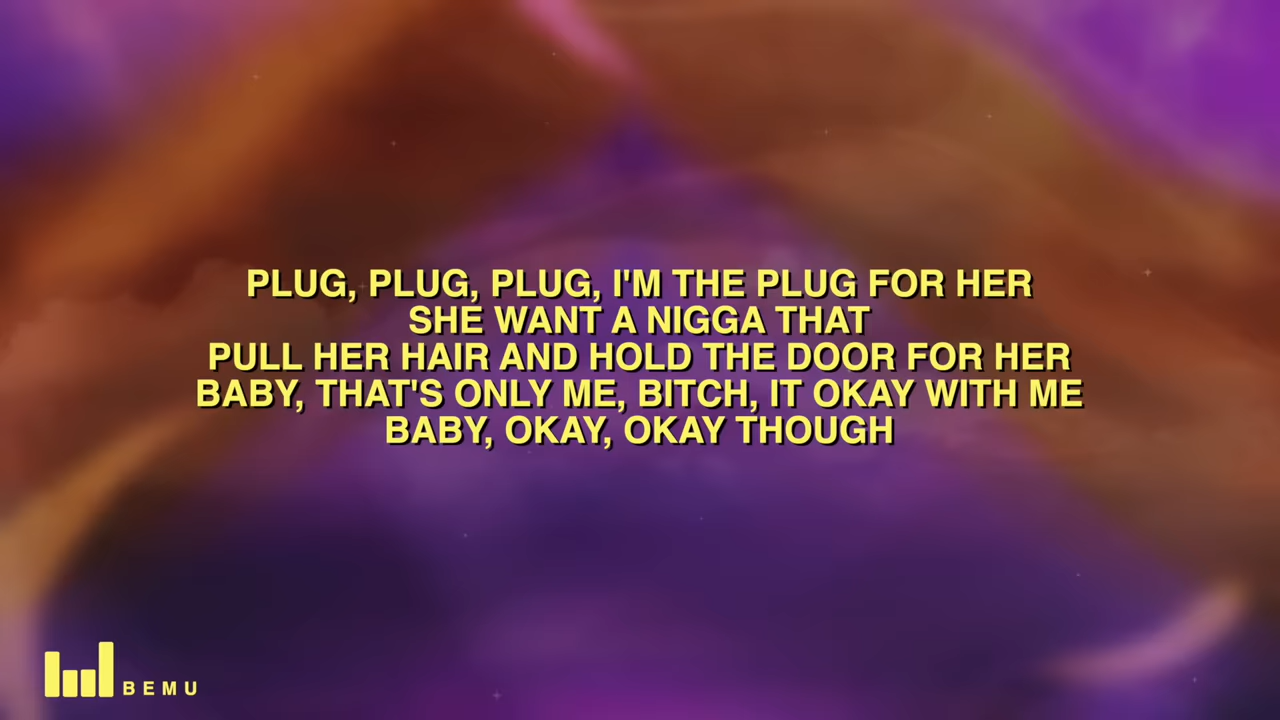 PLUG, PLUG, PLUG, I'M THE PLUG FOR HER
SHE WANT A NIGGA THAT
PULL HER HAIR AND HOLD THE DOOR FOR HER
BABY, THAT'S ONLY ME, BITCH, IT OKAY WITH ME
BABY, OKAY, OKAY THOUGH
BEMU